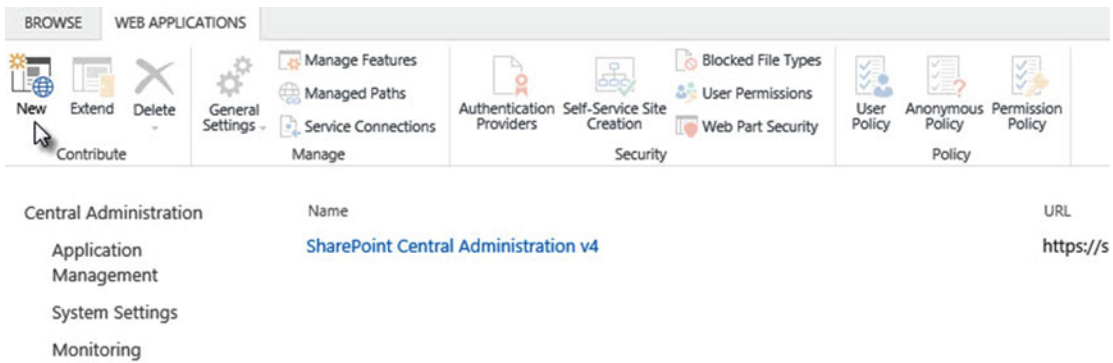 BROWSE WEB APPLICATIONS
New
Extend
Delete
General
Settings
Manage Features
Managed Paths
Service Connections
Authentication
Providers
Self-Service Site
Creation
Blocked File Types
User Permissions
Web Part Security
User
Policy
Anonymous
Policy
Permission
Policy
Contribute
Manage
Security
Policy
Central Administration
Application
Management
System Settings
Monitoring
Name
URL
SharePoint Central Administration v4
https://s